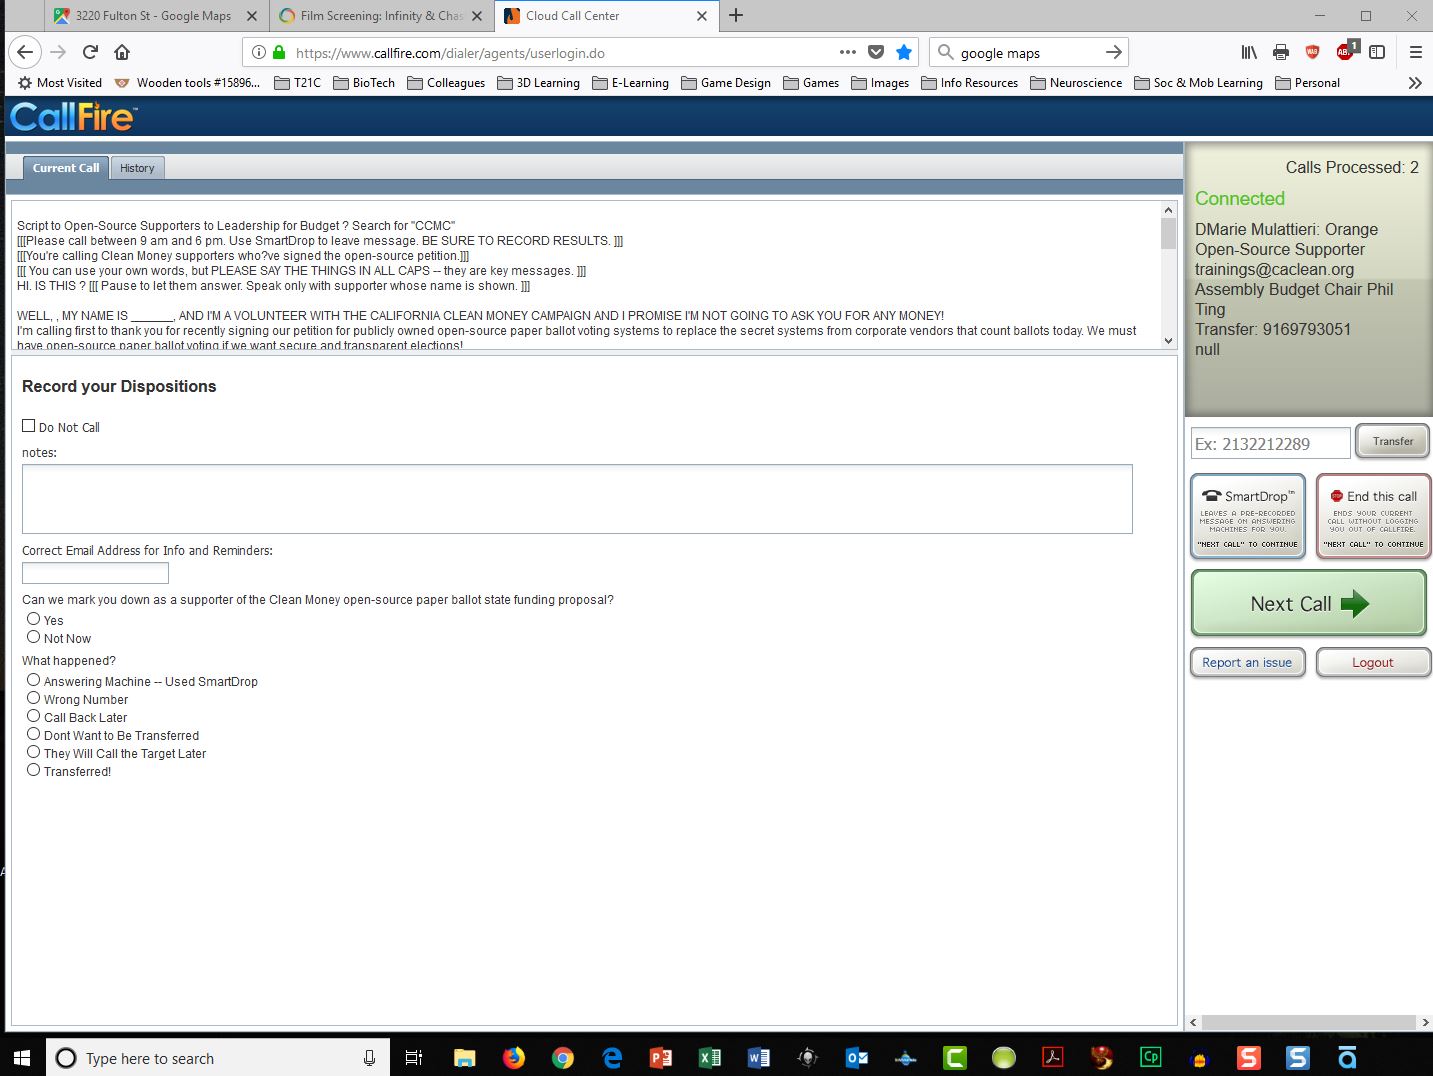 3220 Fulton St - Google Maps
Film Screening: Infinity & Chas
Cloud Call Center
https://www.callfire.com/dialer/agents/userlogin.do
google maps
1
Most Visited
Wooden tools #15896...
T21C
BioTech
Colleagues
3D Learning
E-Learning
Game Design
Games
Images
Info Resources
Neuroscience
Soc & Mob Learning
Personal
CallFire™
Current Call
History
Script to Open-Source Supporters to Leadership for Budget ? Search for "CCMC"
[[[Please call between 9 am and 6 pm. Use SmartDrop to leave message. BE SURE TO RECORD RESULTS. ]]]
[[[You're calling Clean Money supporters who?ve signed the open-source petition.]]]
[[[ You can use your own words, but PLEASE SAY THE THINGS IN ALL CAPS -- they are key messages. ]]]
HI. IS THIS ? [[[ Pause to let them answer. Speak only with supporter whose name is shown. ]]]
WELL, , MY NAME IS _______, AND I'M A VOLUNTEER WITH THE CALIFORNIA CLEAN MONEY CAMPAIGN AND I PROMISE I'M NOT GOING TO ASK YOU FOR ANY MONEY!
I'm calling first to thank you for recently signing our petition for publicly owned open-source paper ballot voting systems to replace the secret systems from corporate vendors that count ballots today. We must
have open-source paper ballot voting if we want secure and transparent elections!
Record your Dispositions
Do Not Call
notes:
Correct Email Address for Info and Reminders:
Can we mark you down as a supporter of the Clean Money open-source paper ballot state funding proposal?
Yes
Not Now
What happened?
Answering Machine -- Used SmartDrop
Wrong Number
Call Back Later
Dont Want to Be Transferred
They Will Call the Target Later
Transferred!
Calls Processed: 2
Connected
DMarie Mulattieri: Orange
Open-Source Supporter
trainings@caclean.org
Assembly Budget Chair Phil
Ting
Transfer: 9169793051
null
Ex: 2132212289
Transfer
SmartDrop™
LEAVES A PRE-RECORDED
MESSAGE ON ANSWERING
MACHINES FOR YOU.
"NEXT CALL" TO CONTINUE
STOP
End this call
ENDS YOUR CURRENT
CALL WITHOUT LOGGING
YOU OUT OF CALLFIRE.
"NEXT CALL" TO CONTINUE
Next Call
Report an issue
Logout
Type here to search